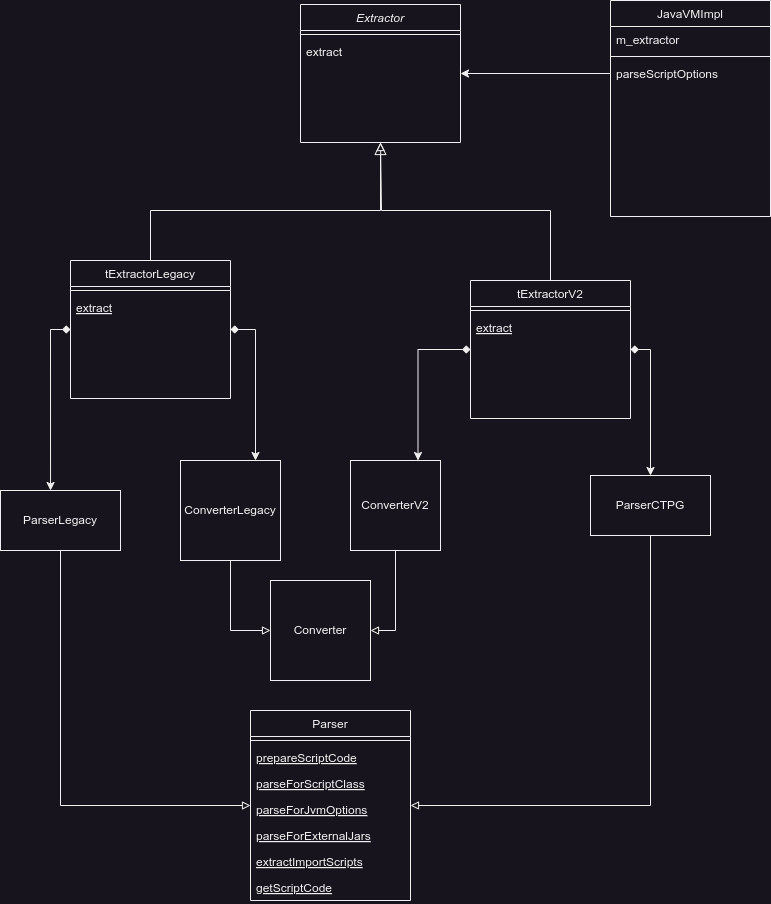 Extractor
extract
JavaVMImpl
m_extractor
parseScriptOptions
tExtractorLegacy
extract
tExtractorV2
extract
ParserLegacy
ConverterLegacy
ConverterV2
ParserCTPG
Converter
Parser
prepareScriptCode
parseForScriptClass
parseForJvmOptions
parseForExternalJars
extractImportScripts
getScriptCode